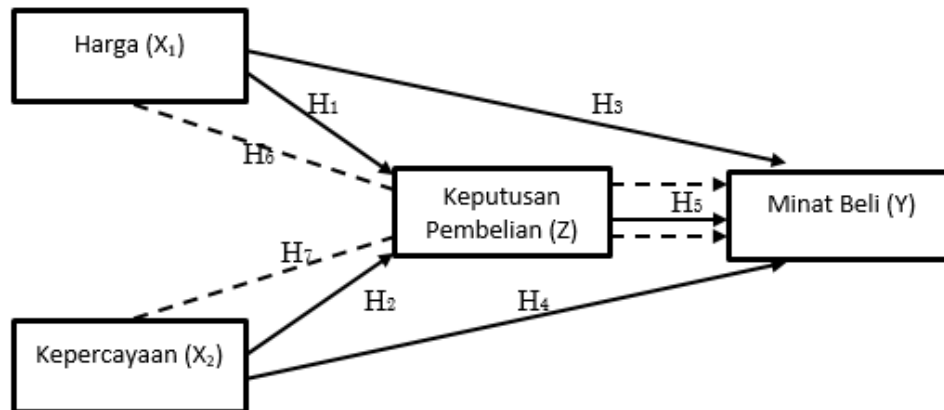 Harga (X₁)
H₁
H₃
H₆
Keputusan
Pembelian (Z)
H₅
Minat Beli (Y)
H₇
H₂
H₄
Kepercayaan (X₂)